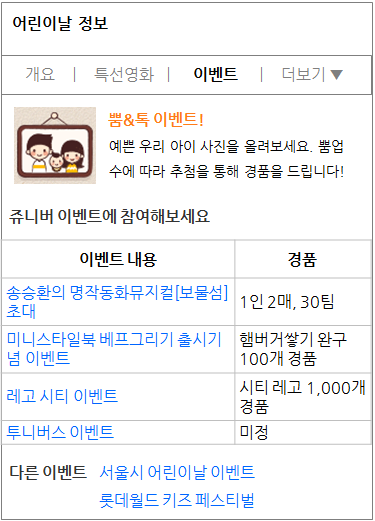 어린이날 정보
개요 | 특선영화 | 이벤트 | 더보기 ▼
뿜&톡 이벤트!
예쁜 우리 아이 사진을 올려보세요. 뿜업
수에 따라 추첨을 통해 경품을 드립니다!
쥬니버 이벤트에 참여해보세요
이벤트 내용 경품
송승환의 명작동화뮤지컬[보물섬]
초대
1인 2매, 30팀
미니스타일북 베프그리기 출시기
념 이벤트
햄버거쌓기 완구
100개 경품
레고 시티 이벤트
시티 레고 1,000개
경품
투니버스 이벤트 미정
다른 이벤트 서울시 어린이날 이벤트
롯데월드 키즈 페스티벌